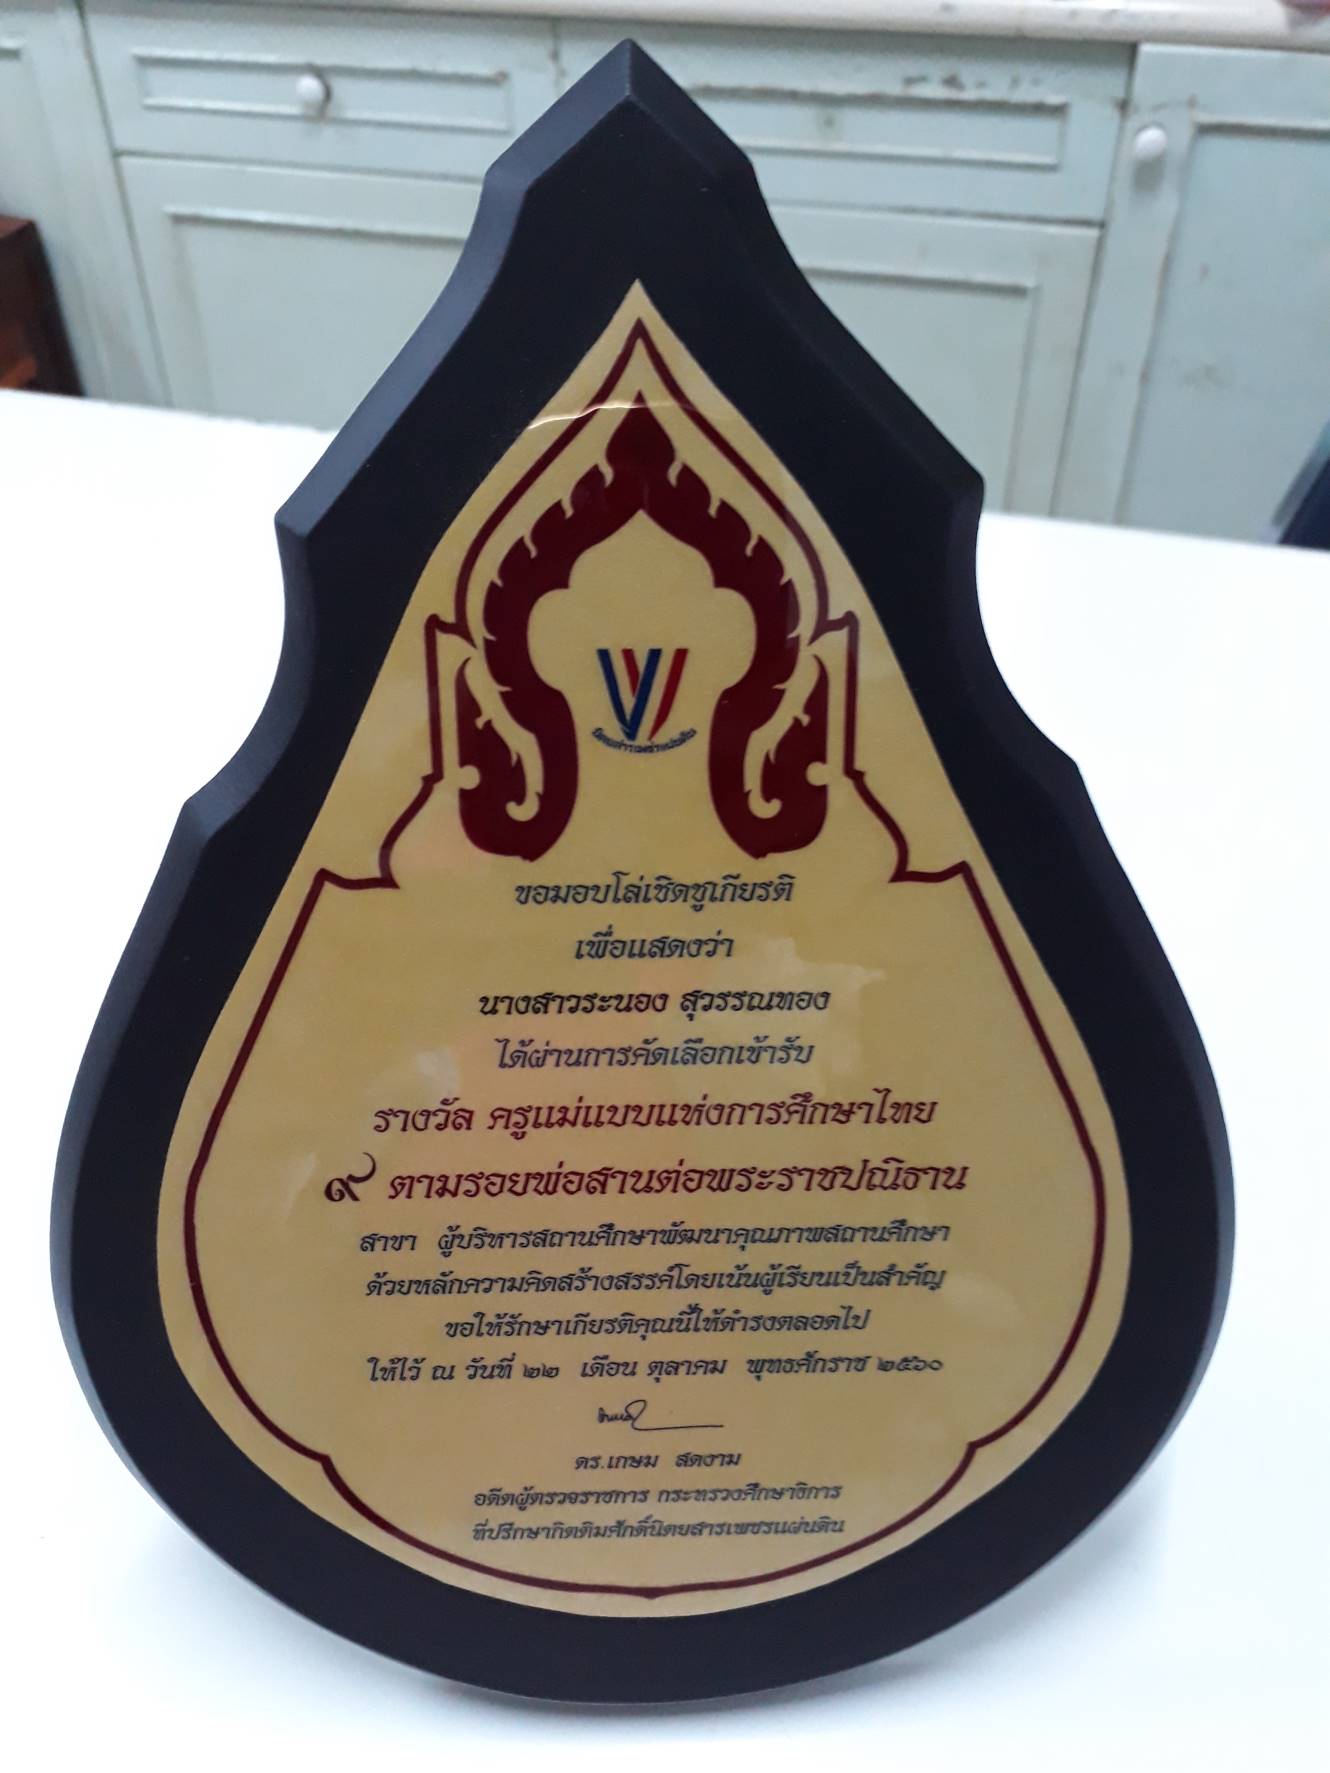 นิตยสารเพชรแผ่นดิน
ขอมอบโล่เชิดชูเกียรติ
เพื่อแสดงว่า
นางสาวระนอง สุวรรณทอง
ได้ผ่านการคัดเลือกเข้ารับ
รางวัล ครูแม่แบบแห่งการศึกษาไทย
๙ ตามรอยพ่อสานต่อพระราชปณิธาน
สาขา ผู้บริหารสถานศึกษาพัฒนาคุณภาพสถานศึกษา
ด้วยหลักความคิดสร้างสรรค์โดยเน้นผู้เรียนเป็นสำคัญ
ขอให้รักษาเกียรติคุณนี้ให้ดำรงตลอดไป
ให้ไว้ ณ วันที่ ๒๒ เดือน ตุลาคม พุทธศักราช ๒๕๖๐
ดร.เกษม สดงาม
อดีตผู้ตรวจราชการ กระทรวงศึกษาธิการ
ที่ปรึกษากิตติมศักดิ์นิตยสารเพชรแผ่นดิน